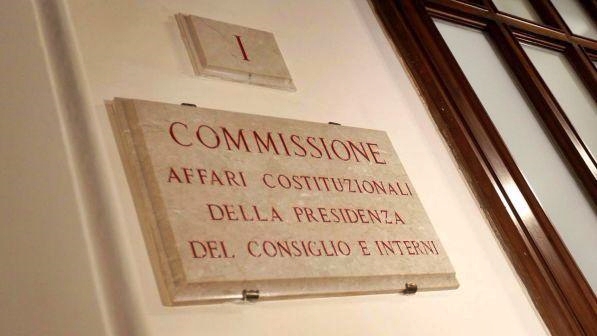 I
COMMISSIONE
AFFARI COSTITUZIONALI
DELLA PRESIDENZA
DEL CONSIGLIO E INTERNI